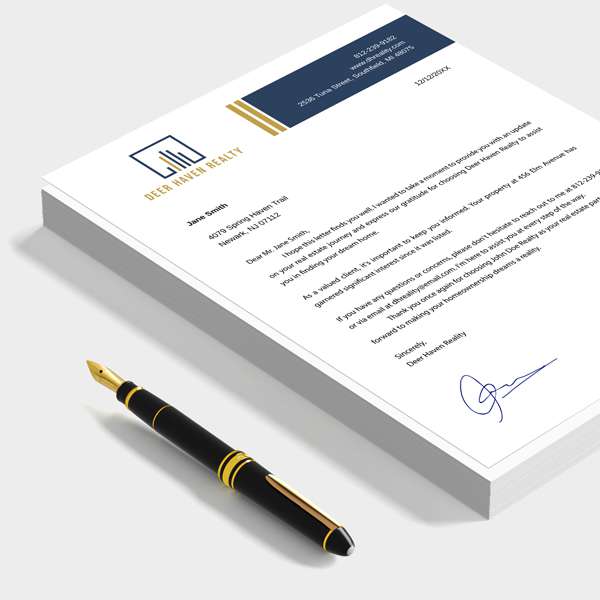 812-239-9182
www.dhreality.com
2536 Tuna Street, Southfield, MI 48075
12/12/20XX
DEER HAVEN REALTY
Jane Smith
4079 Spring Haven Trail
Newark, NJ 07112
Dear Mr. Jane Smith,
I hope this letter finds you well. I wanted to take a moment to provide you with an update
on your real estate journey and express our gratitude for choosing Deer Haven Realty to assist
you in finding your dream home.
As a valued client, it's important to keep you informed. Your property at 456 Elm Avenue has
garnered significant interest since it was listed.
If you have any questions or concerns, please don't hesitate to reach out to me at 812-239-9
or via email at dhreality@email.com. I'm here to assist you at every step of the way.
Thank you once again for choosing John Doe Realty as your real estate part
forward to making your homeownership dreams a reality.
Sincerely,
Deer Haven Reality